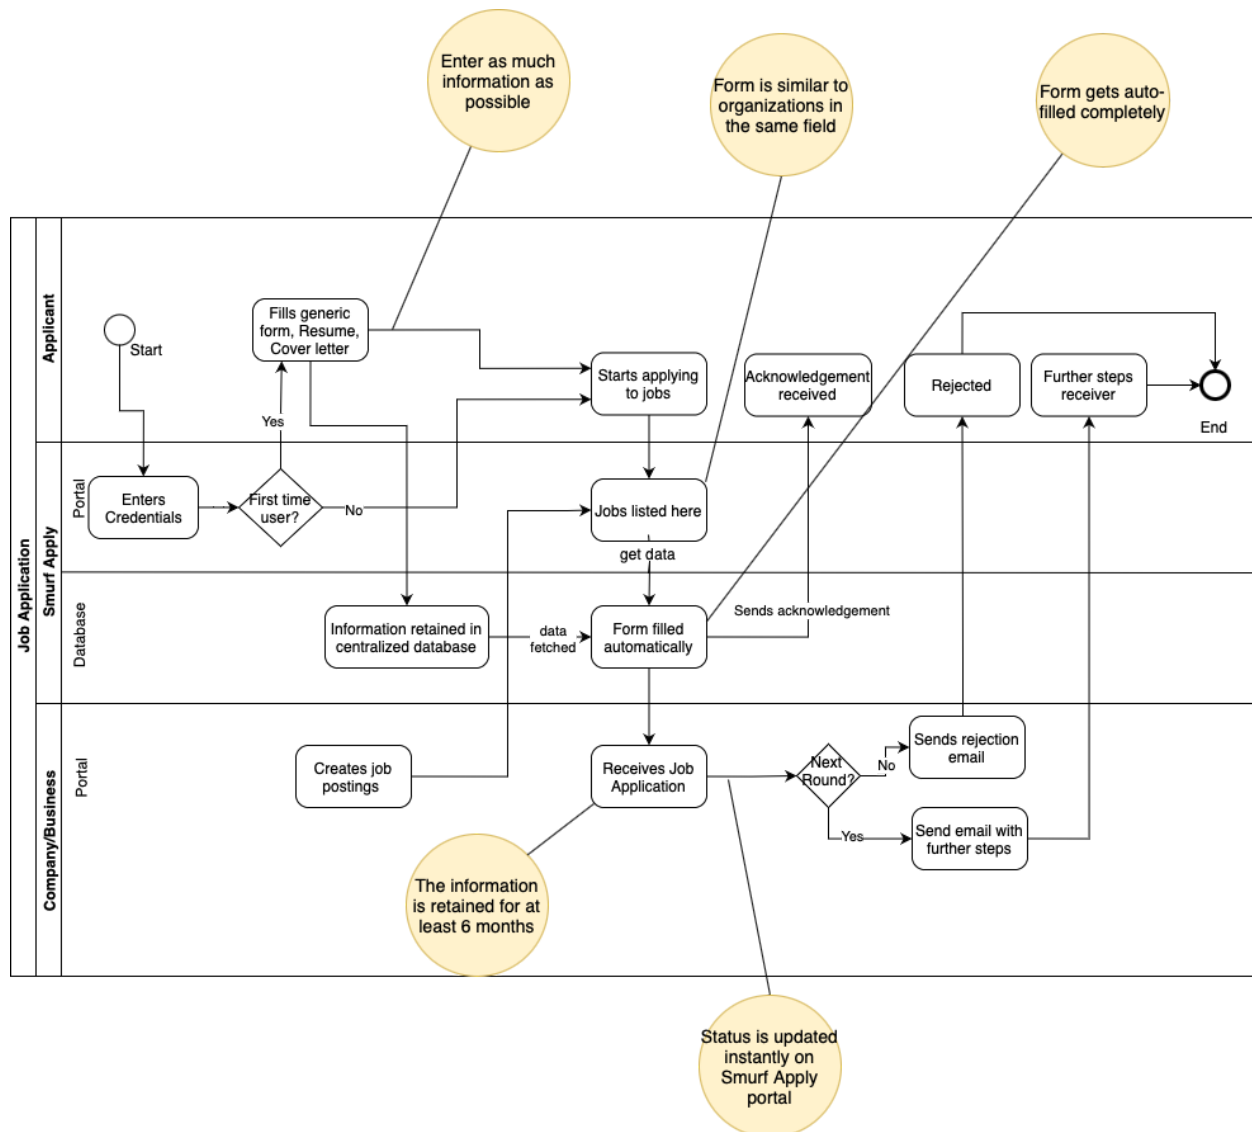 Enter as much
information as
possible
Form is similar to
organizations in
the same field
Form gets auto-
filled completely
Job Application
Applicant
Start
Fills generic
form, Resume,
Cover letter
Starts applying
to jobs
Acknowledgement
received
Rejected
Further steps
receiver
End
Yes
Smurf Apply
Portal
Enters
Credentials
First time
user?
No
Jobs listed here
get data
Database
Information retained in
centralized database
data
fetched
Form filled
automatically
Sends acknowledgement
Company/Business
Portal
Creates job
postings
Receives Job
Application
Next
Round?
No
Sends rejection
email
Yes
Send email with
further steps
The information
is retained for at
least 6 months
Status is updated
instantly on
Smurf Apply
portal